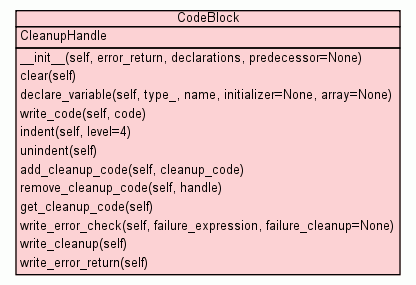 CodeBlock
CleanupHandle
__init__(self, error_return, declarations, predecessor=None)
clear(self)
declare_variable(self, type_, name, initializer=None, array=None)
write_code(self, code)
indent(self, level=4)
unindent(self)
add_cleanup_code(self, cleanup_code)
remove_cleanup_code(self, handle)
get_cleanup_code(self)
write_error_check(self, failure_expression, failure_cleanup=None)
write_cleanup(self)
write_error_return(self)